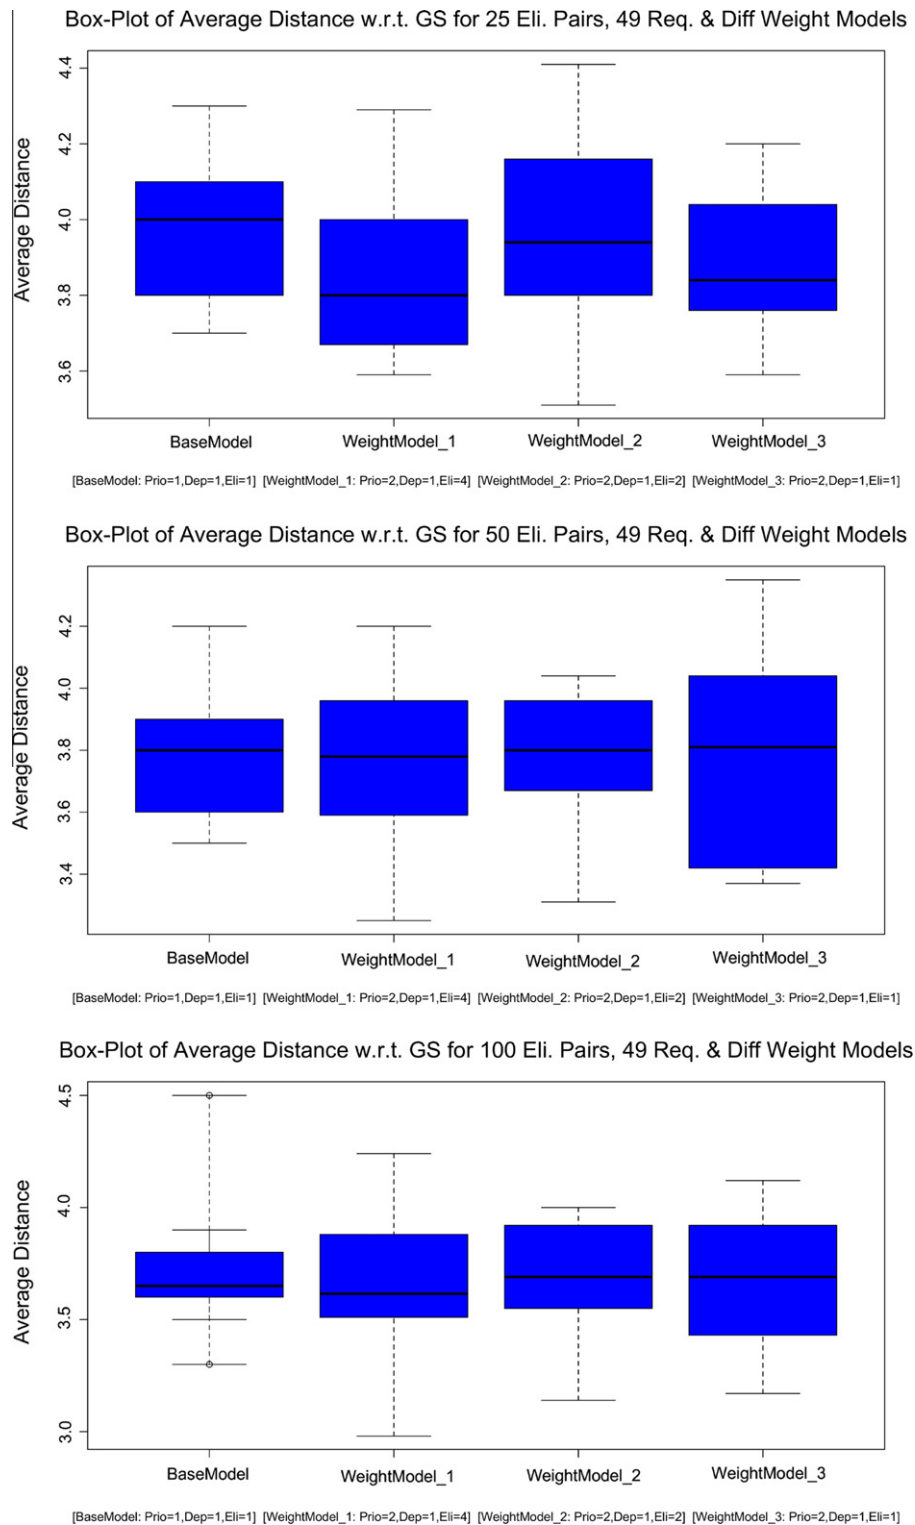 Box-Plot of Average Distance w.r.t. GS for 25 Eli. Pairs, 49 Req. & Diff Weight Models
Average Distance
4.4
4.2
4.0
3.8
3.6
BaseModel WeightModel_1 WeightModel_2 WeightModel_3
[BaseModel: Prio=1,Dep=1,Eli=1] [WeightModel_1: Prio=2,Dep=1,Eli=4] [WeightModel_2: Prio=2,Dep=1,Eli=2] [WeightModel_3: Prio=2,Dep=1,Eli=1]
Box-Plot of Average Distance w.r.t. GS for 50 Eli. Pairs, 49 Req. & Diff Weight Models
Average Distance
4.2
4.0
3.8
3.6
3.4
BaseModel WeightModel_1 WeightModel_2 WeightModel_3
[BaseModel: Prio=1,Dep=1,Eli=1] [WeightModel_1: Prio=2,Dep=1,Eli=4] [WeightModel_2: Prio=2,Dep=1,Eli=2] [WeightModel_3: Prio=2,Dep=1,Eli=1]
Box-Plot of Average Distance w.r.t. GS for 100 Eli. Pairs, 49 Req. & Diff Weight Models
Average Distance
4.5
4.0
3.5
3.0
BaseModel WeightModel_1 WeightModel_2 WeightModel_3
[BaseModel: Prio=1,Dep=1,Eli=1] [WeightModel_1: Prio=2,Dep=1,Eli=4] [WeightModel_2: Prio=2,Dep=1,Eli=2] [WeightModel_3: Prio=2,Dep=1,Eli=1]